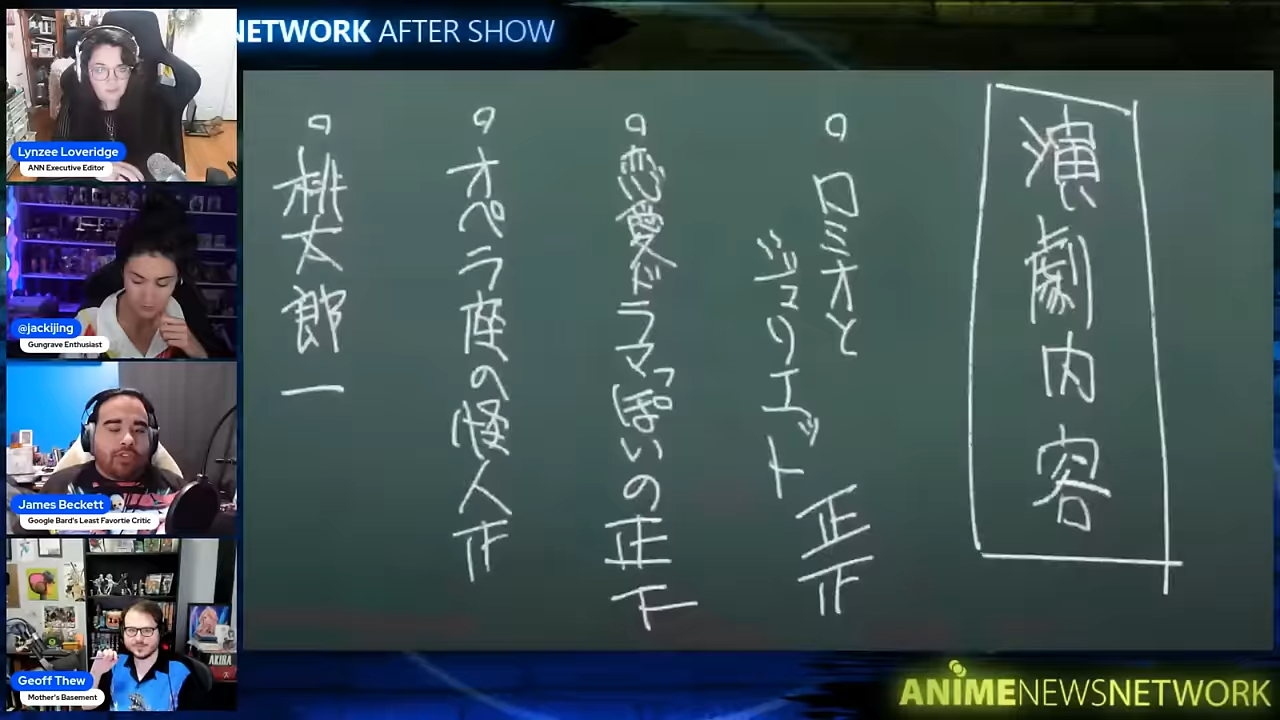 NETWORK AFTER SHOW
Lynzee Loveridge
ANN Executive Editor
@jackijing
Gungrave Enthusiast
James Beckett
Google Bard's Least Favortie Critic
Geoff Thew
Mother's Basement
AKIRA
演劇内容
ロミオと
ジュリエット 正正
恋愛ドラマっぽいの正下
オペラ座の怪人正
桃太郎一
ANIMENEWSNETWORK